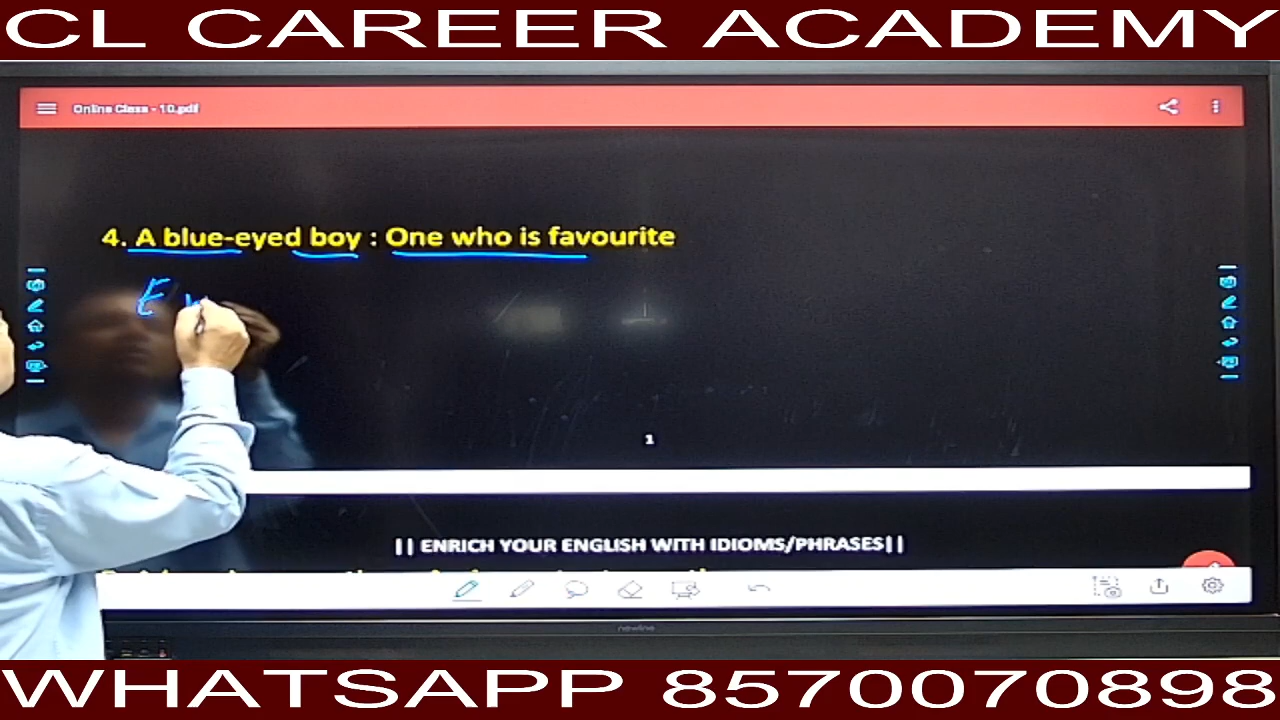 CL CAREER ACADEMY
Online Class - 10.pdf
4. A blue-eyed boy : One who is favourite
1
|| ENRICH YOUR ENGLISH WITH IDIOMS/PHRASES||
newline
WHATSAPP 8570070898